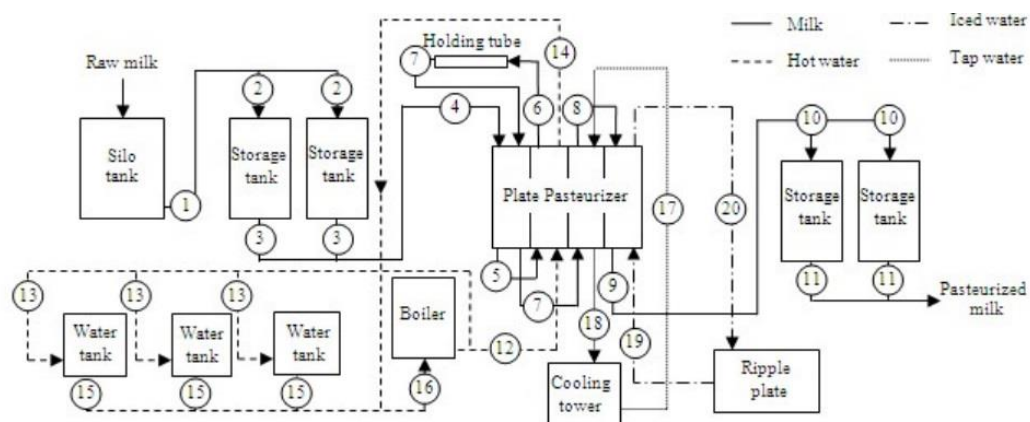 Milk
Iced water
Hot water
Tap water
Holding tube
Raw milk
7
14
2
2
4
6
8
10
10
Silo
tank
Storage
tank
Storage
tank
Plate Pasteurizer
Storage
tank
Storage
tank
1
17
20
3
3
5
9
7
11
11
Pasteurized
milk
13
13
13
Boiler
18
19
12
Water
tank
Water
tank
Water
tank
Cooling
tower
Ripple
plate
15
15
15
16